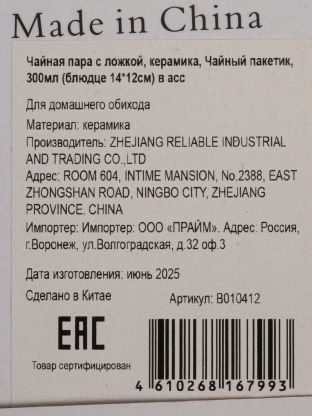 Made in China
Чайная пара с ложкой, керамика, Чайный пакетик,
300мл (блюдце 14*12см) в асс
Для домашнего обихода
Материал: керамика
Производитель: ZHEJIANG RELIABLE INDUSTRIAL
AND TRADING CO.,LTD
Адрес: ROOM 604, INTIME MANSION, No.2388, EAST
ZHONGSHAN ROAD, NINGBO CITY, ZHEJIANG
PROVINCE, CHINA
Импортер: Импортер: ООО «ПРАЙМ». Адрес: Россия,
г.Воронеж, ул.Волгоградская, д.32 оф.3
Дата изготовления: июнь 2025
Сделано в Китае Артикул: B010412
EAC
Товар сертифицирован
4 610268 167993